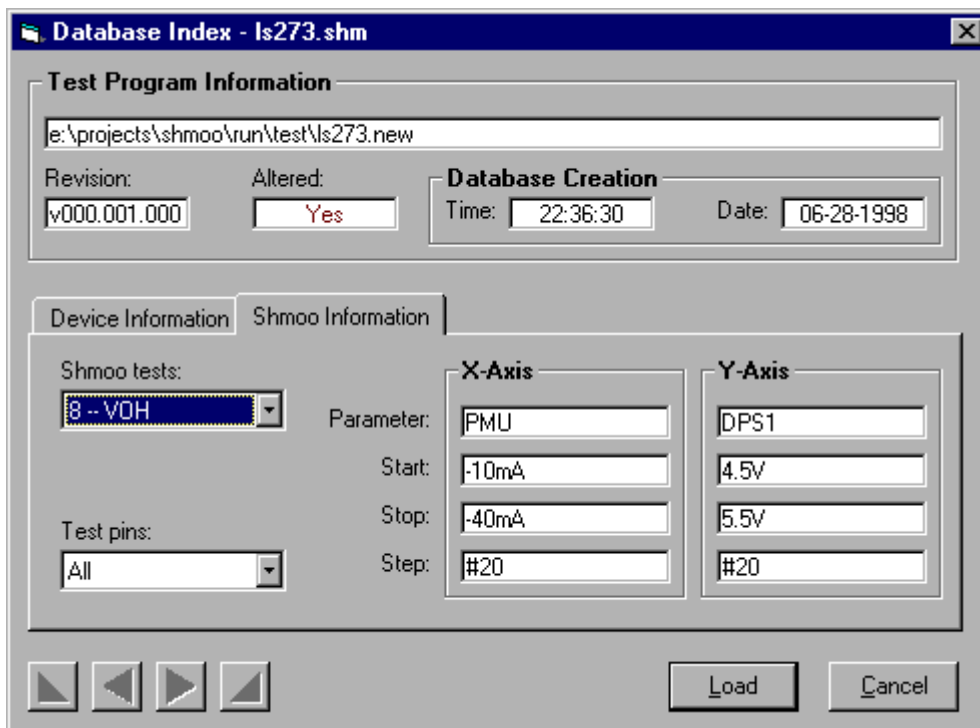 Database Index - ls273.shm
Test Program Information
e:\projects\shmoo\run\test\ls273.new
Revision:
Altered:
Database Creation
v000.001.000
Yes
Time:
22:36:30
Date:
06-28-1998
Device Information
Shmoo Information
Shmoo tests:
8 -- VOH
Test pins:
All
X-Axis
Y-Axis
Parameter:
PMU
DPS1
Start:
-10mA
4.5V
Stop:
-40mA
5.5V
Step:
#20
#20
Load
Cancel